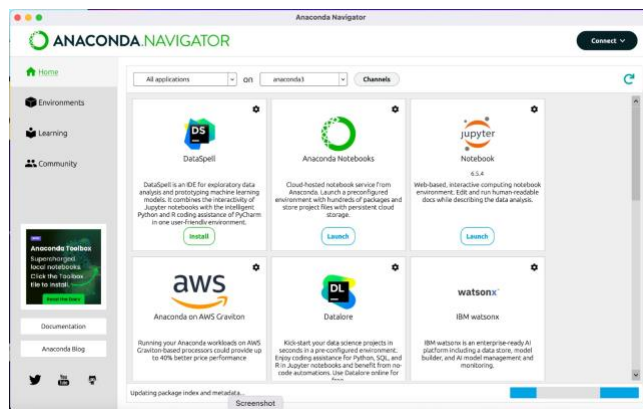 Anaconda Navigator
ANACONDA.NAVIGATOR
Connect
Home
Environments
Learning
Community
Anaconda Toolbox
Supercharged
local notebooks.
Click the Toolbox
tile to install.
Read the Docs
Documentation
Anaconda Blog
You
Tube
All applications
on
anaconda3
Channels
DS
DataSpell
DataSpell is an IDE for exploratory data
analysis and prototyping machine learning
models. It combines the interactivity of
Jupyter notebooks with the intelligent
Python and R coding assistance of PyCharm
in one user-friendly environment.
Install
Anaconda Notebooks
Cloud-hosted notebook service from
Anaconda. Launch a preconfigured
environment with hundreds of packages and
store project files with persistent cloud
storage.
Launch
jupyter
Notebook
6.5.4
Web-based, interactive computing notebook
environment. Edit and run human-readable
docs while describing the data analysis.
Launch
aws
Anaconda on AWS Graviton
Running your Anaconda workloads on AWS
Graviton-based processors could provide up
to 40% better price performance
DL
Datalore
Kick-start your data science projects in
seconds in a pre-configured environment.
Enjoy coding assistance for Python, SQL, and
R in Jupyter notebooks and benefit from no-
code automations. Use Datalore online for
free.
watsonx
IBM watsonx
IBM watsonx is an enterprise-ready AI
platform including a data store, model
builder, and AI model management and
monitoring.
Updating package index and metadata...
Screenshot